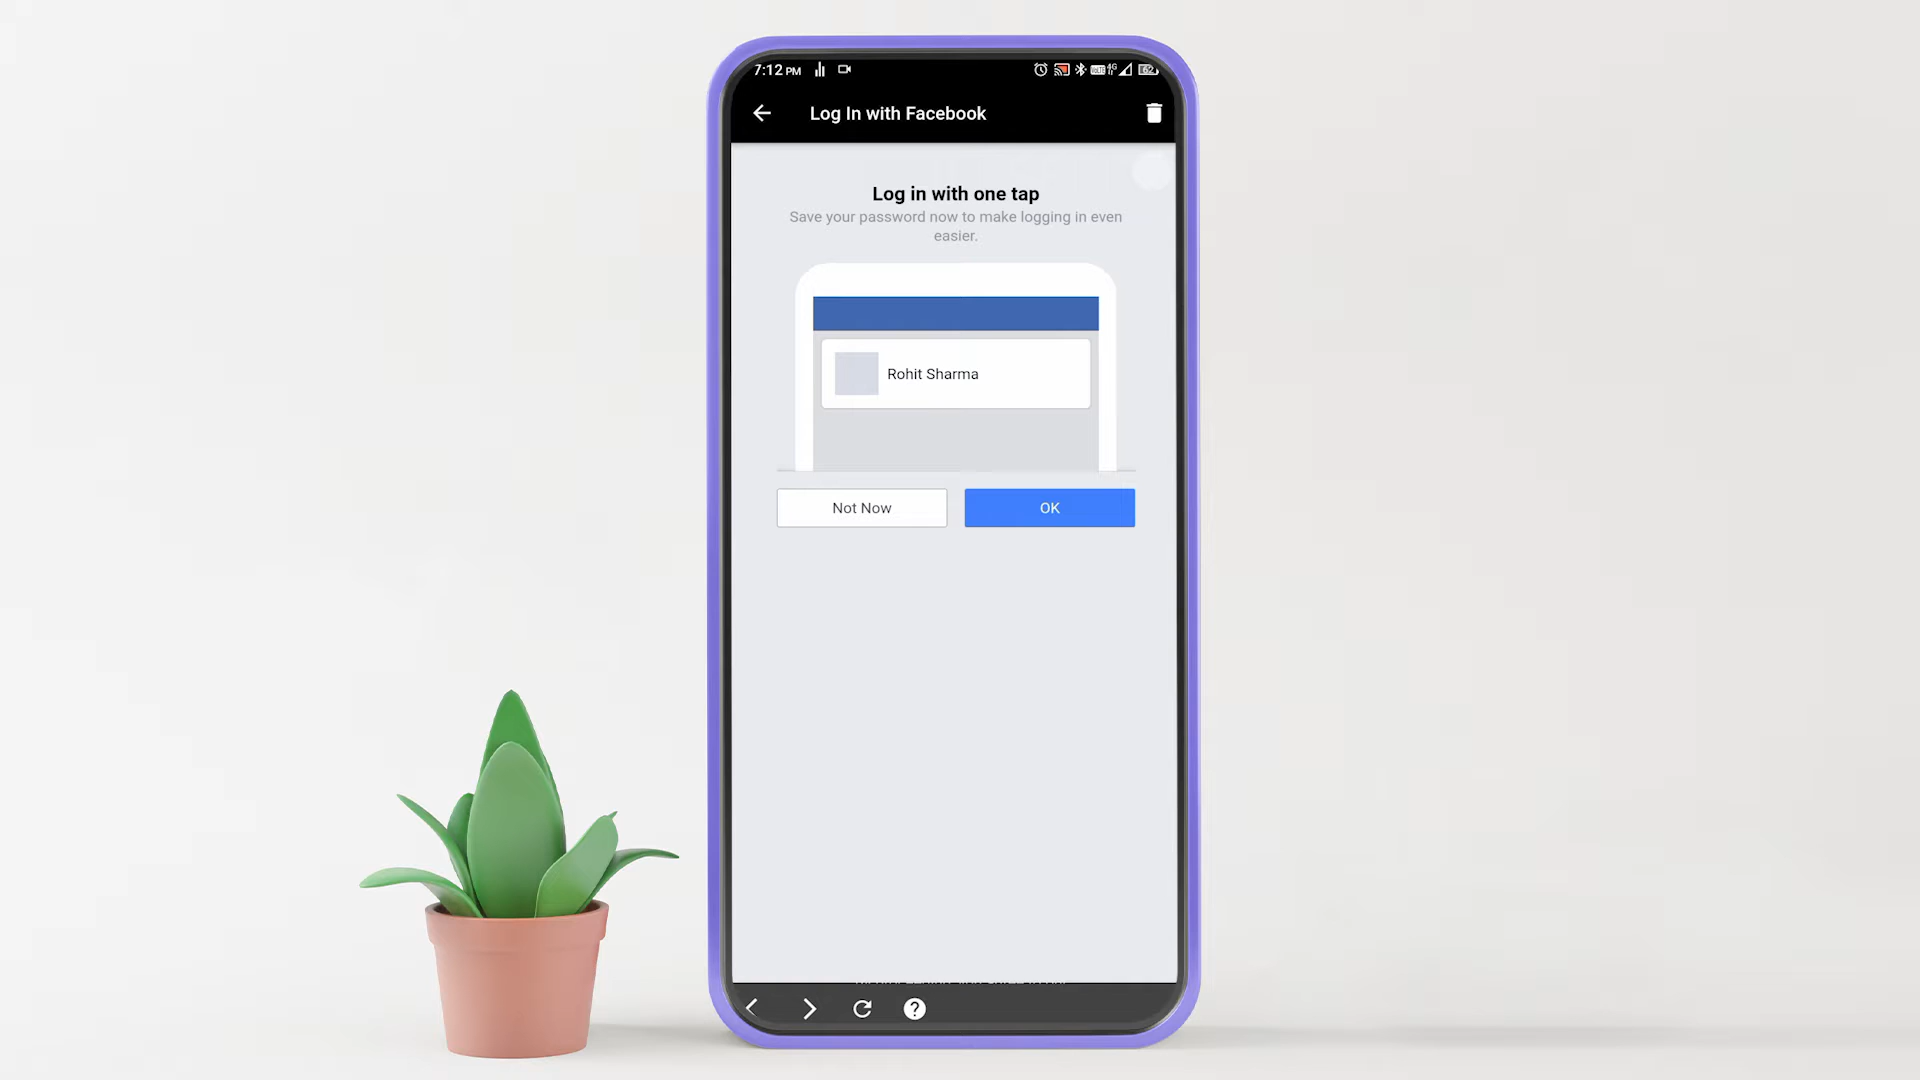 7:12 PM
Log In with Facebook
Log in with one tap
Save your password now to make logging in even
easier.
Rohit Sharma
Not Now
OK